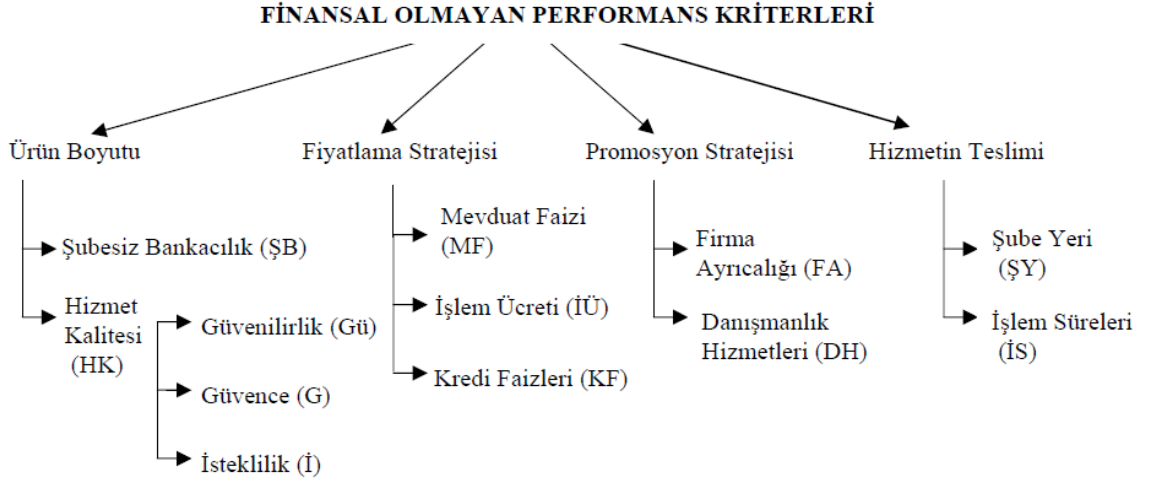 FİNANSAL OLMAYAN PERFORMANS KRİTERLERİ
Ürün Boyutu
Şubesiz Bankacılık (ŞB)
Hizmet
Kalitesi
(HK)
Güvenilirlik (Gü)
Güvence (G)
İsteklilik (İ)
Fiyatlama Stratejisi
Mevduat Faizi
(MF)
İşlem Ücreti (İÜ)
Kredi Faizleri (KF)
Promosyon Stratejisi
Firma
Ayrıcalığı (FA)
Danışmanlık
Hizmetleri (DH)
Hizmetin Teslimi
Şube Yeri
(ŞY)
İşlem Süreleri
(İS)